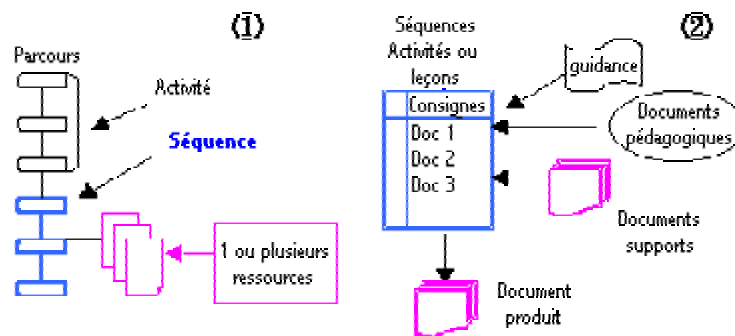 (1)
Parcours
Activité
Séquence
1 ou plusieurs
ressources
(2)
Séquences
Activités ou
leçons
guidance
Consignes
Doc 1
Doc 2
Doc 3
Documents
pédagogiques
Documents
supports
Document
produit